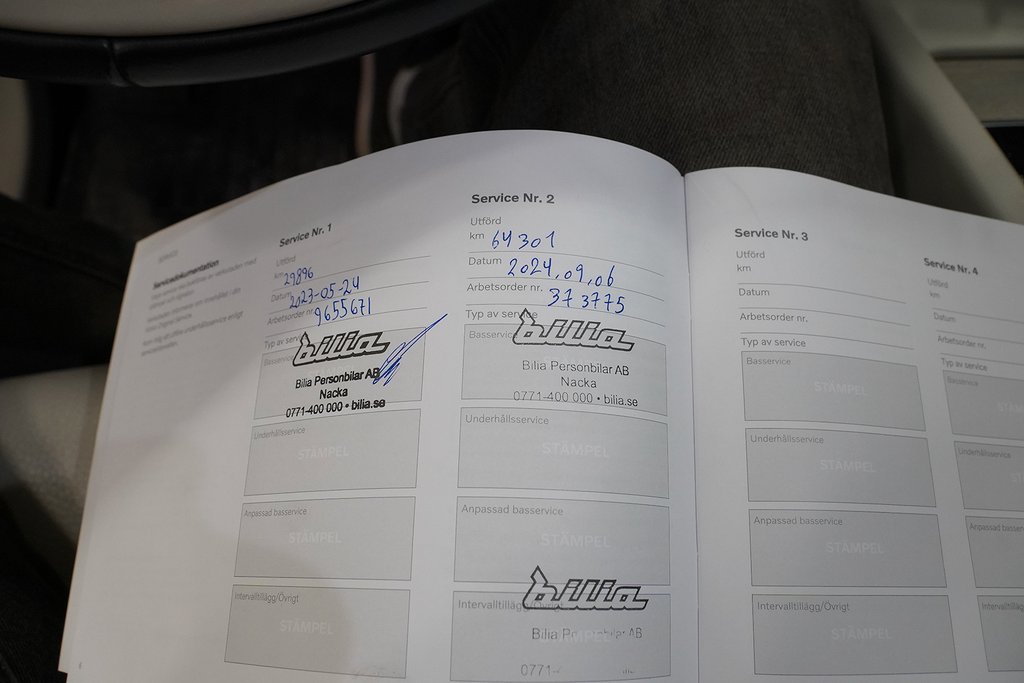 SERVICE
Servicedokumentation
Service Nr. 1
Utförd
km 29896
Datum 2023-05-24
Arbetsorder nr. 9655671
Typ av service
Basservice
bilia
Bilia Personbilar AB
Nacka
0771-400 000 • bilia.se
Underhållsservice
STÄMPEL
Anpassad basservice
STÄMPEL
Intervalltillägg/Övrigt
STÄMPEL
6
Service Nr. 2
Utförd
km 64301
Datum 2024.09.06
Arbetsorder nr. 373775
Typ av service
Basservice
bilia
Bilia Personbilar AB
Nacka
0771-400 000 • bilia.se
Underhållsservice
STÄMPEL
Anpassad basservice
STÄMPEL
Intervalltillägg/Övrigt
bilia
STÄMPEL
Bilia AB
0771-
Service Nr. 3
Utförd
km
Datum
Arbetsorder nr.
Typ av service
Basservice
STÄMPEL
Underhållsservice
STÄMPEL
Anpassad basservice
STÄMPEL
Intervalltillägg/Övrigt
STÄMPEL
Service Nr. 4
Utförd
km
Datum
Arbetsorder nr.
Typ av service
Basservice
Underhållsservice
Anpassad basservice